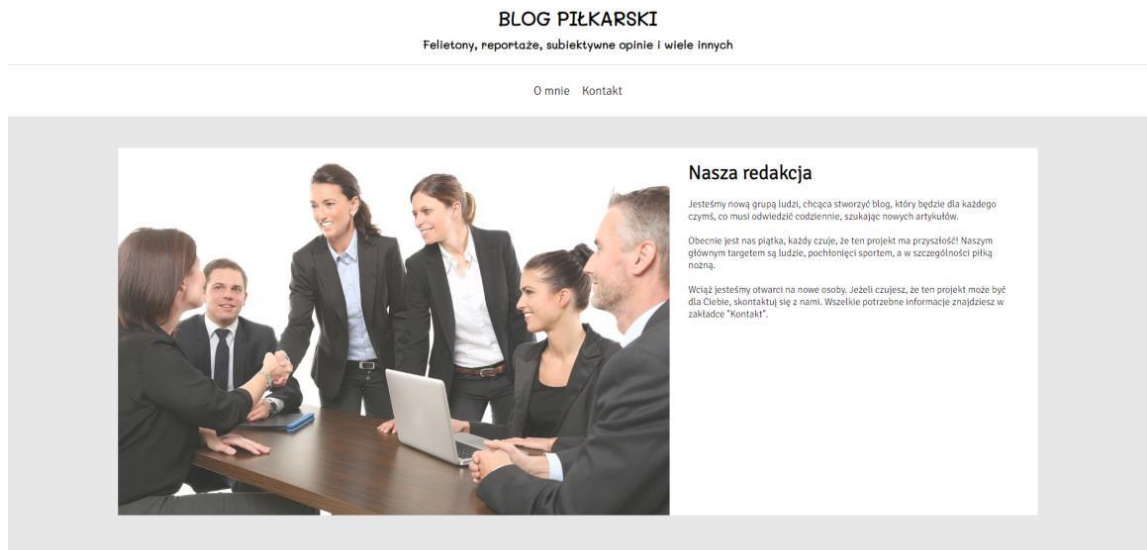 BLOG PIŁKARSKI
Felietony, reportaże, subiektywne opinie i wiele innych
O mnie Kontakt
Nasza redakcja
Jesteśmy nową grupą ludzi, chcąca stworzyć blog, który będzie dla każdego
czymś, co musi odwiedzić codziennie, szukając nowych artykułów.
Obecnie jest nas piątka, każdy czuje, że ten projekt ma przyszłość! Naszym
głównym targetem są ludzie, pochłonięci sportem, a w szczególności piłką
nożną.
Wciąż jesteśmy otwarci na nowe osoby. Jeżeli czujesz, że ten projekt może być
dla Ciebie, skontaktuj się z nami. Wszelkie potrzebne informacje znajdziesz w
zakładce "Kontakt".